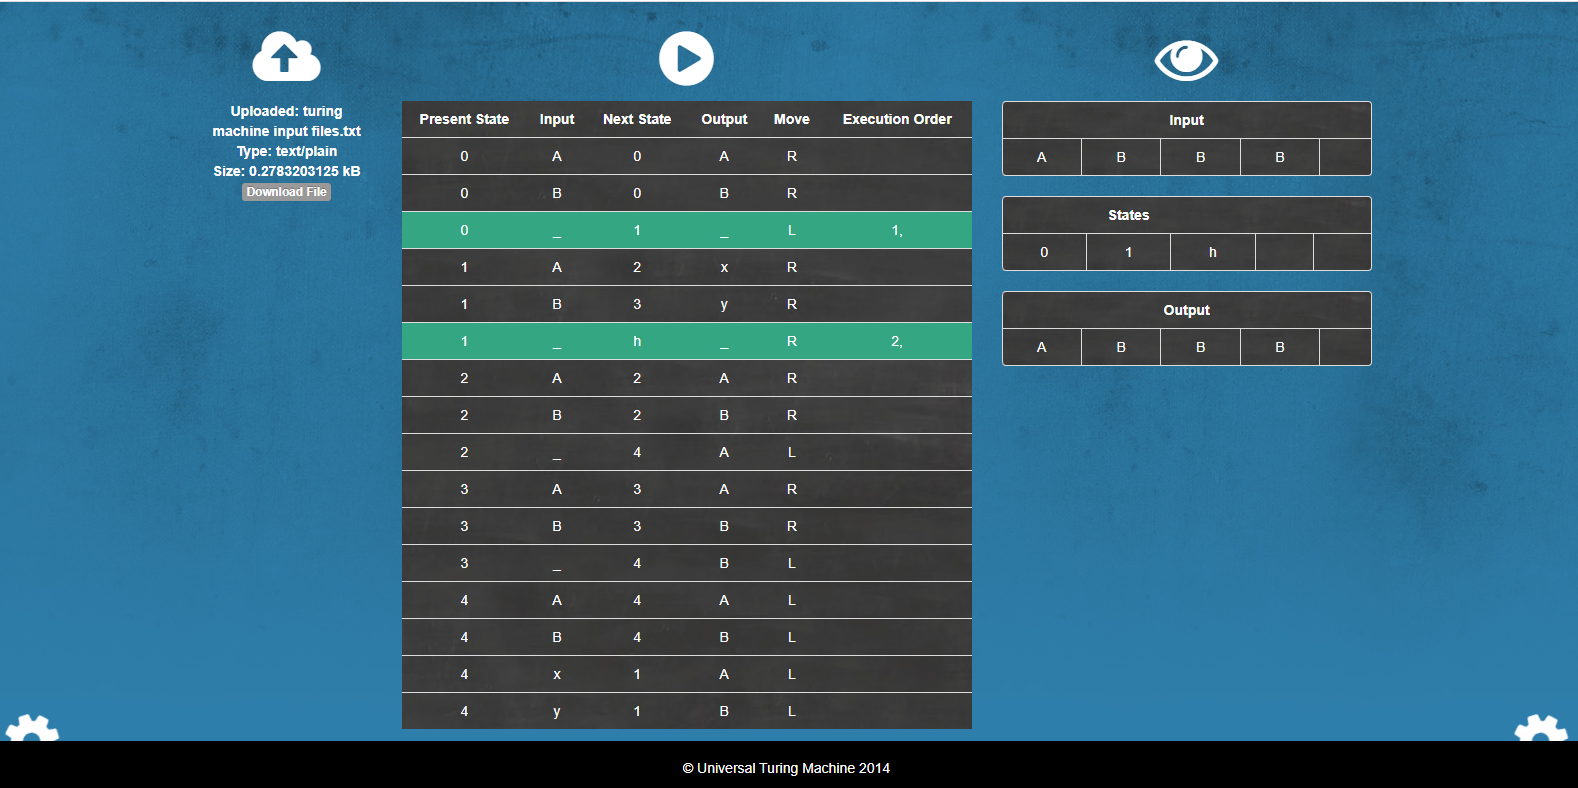 Uploaded: turing
machine input files.txt
Type: text/plain
Size: 0.2783203125 kB
Download File
Present State Input Next State Output Move Execution Order
0 A 0 A R
0 B 0 B R
0 _ 1 _ L 1,
1 A 2 x R
1 B 3 y R
1 _ h _ R 2,
2 A 2 A R
2 B 2 B R
2 _ 4 A L
3 A 3 A R
3 B 3 B R
3 _ 4 B L
4 A 4 A L
4 B 4 B L
4 x 1 A L
4 y 1 B L
Input
A B B B
States
0 1 h
Output
A B B B
© Universal Turing Machine 2014